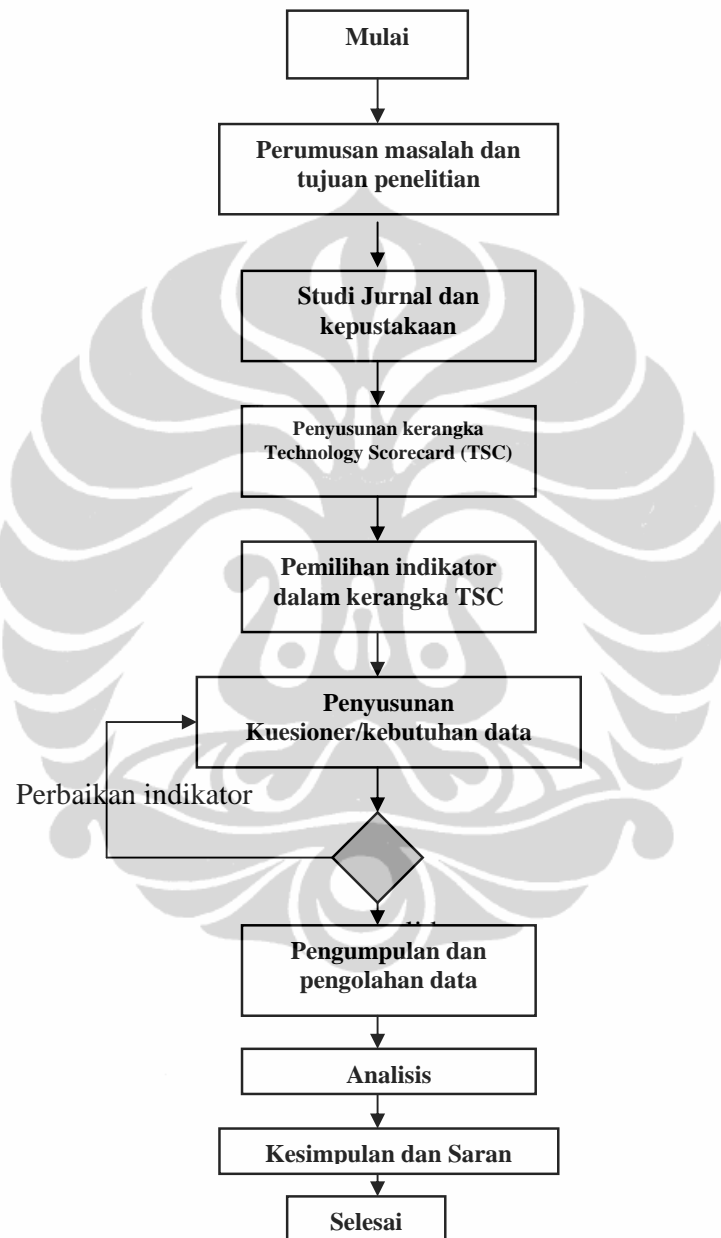 Mulai
Perumusan masalah dan
tujuan penelitian
Studi Jurnal dan
kepustakaan
Penyusunan kerangka
Technology Scorecard (TSC)
Pemilihan indikator
dalam kerangka TSC
Penyusunan
Kuesioner/kebutuhan data
Perbaikan indikator
Pengumpulan dan
pengolahan data
Analisis
Kesimpulan dan Saran
Selesai